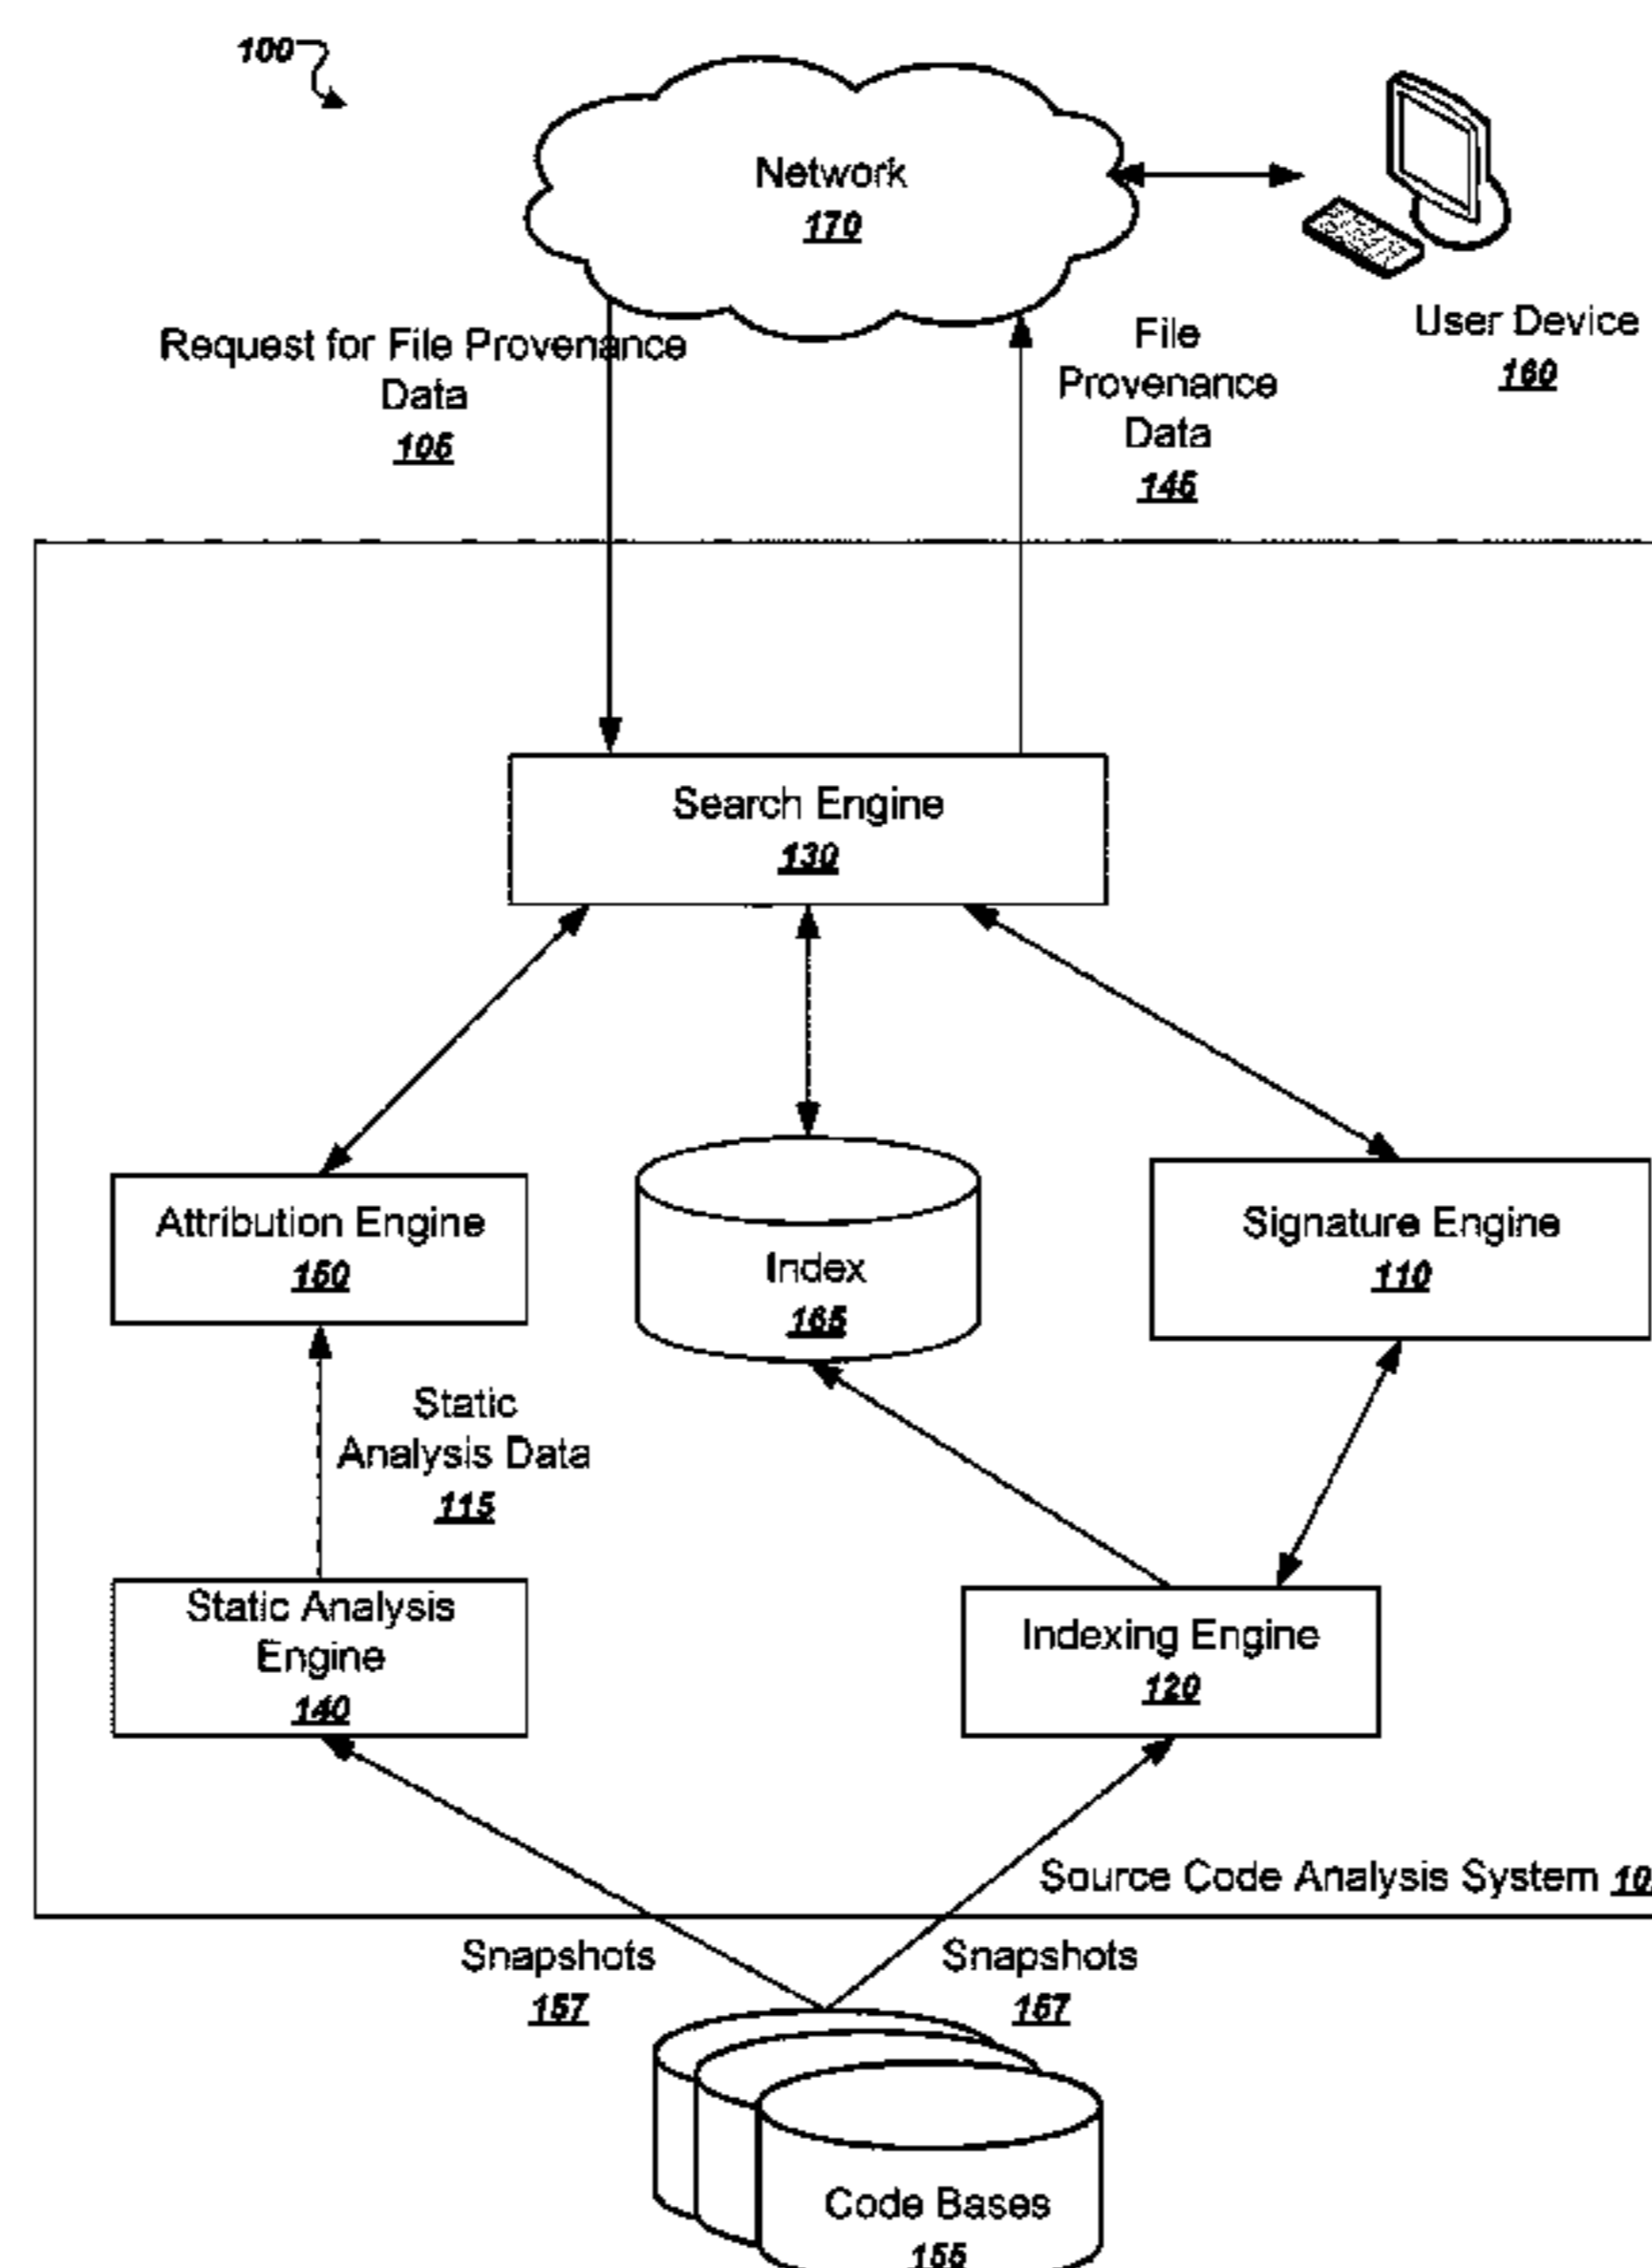 100
Network
170
Request for File Provenance
Data
105
File
Provenance
Data
145
User Device
160
Search Engine
130
Attribution Engine
150
Index
165
Signature Engine
110
Static
Analysis Data
115
Static Analysis
Engine
140
Indexing Engine
120
Source Code Analysis System 10
Snapshots
157
Snapshots
157
Code Bases
155